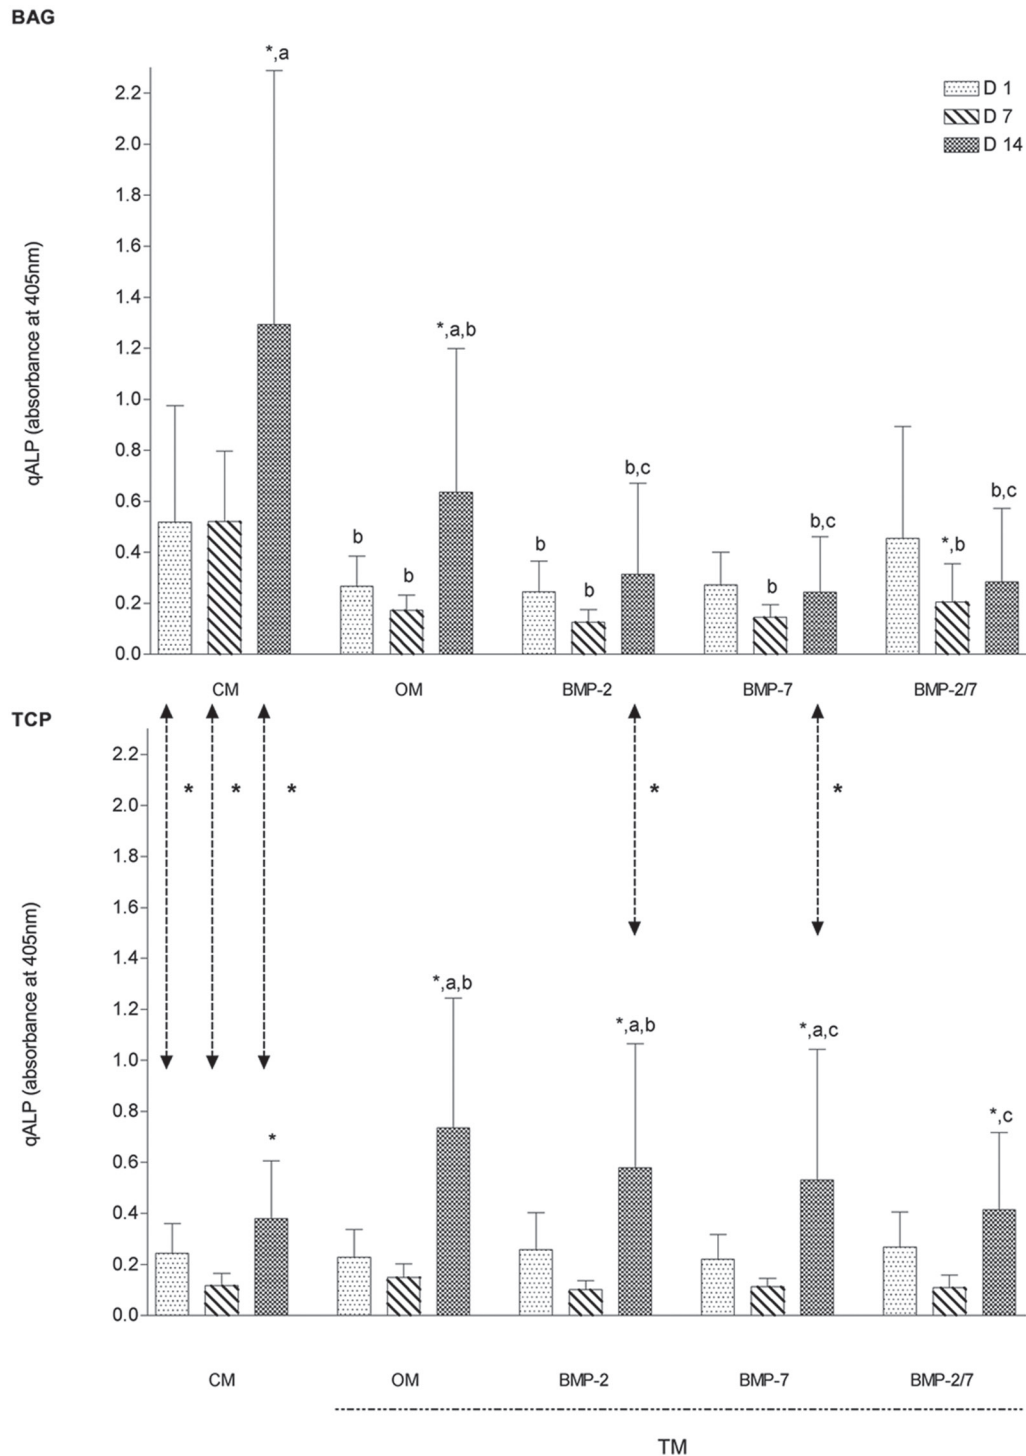 BAG
*,a
D 1
D 7
D 14
2.2
2.0
1.8
1.6
1.4
1.2
1.0
0.8
0.6
0.4
0.2
0.0
qALP (absorbance at 405nm)
*,a,b
b
b
b
b
b,c
b
b,c
*,b
b,c
CM OM BMP-2 BMP-7 BMP-2/7
TCP
* * * * *
2.2
2.0
1.8
1.6
1.4
1.2
1.0
0.8
0.6
0.4
0.2
0.0
qALP (absorbance at 405nm)
*
*,a,b
*,a,b
*,a,c
*,c
CM OM BMP-2 BMP-7 BMP-2/7
TM